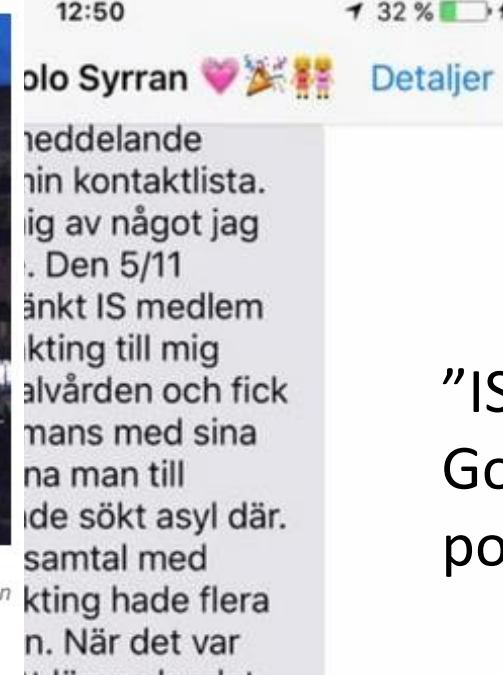 12:50
32 %
olo Syrran 💗🎉👭 Detaljer
neddelande
nin kontaktlista.
ig av något jag
. Den 5/11
änkt IS medlem
kting till mig
alvården och fick
mans med sina
na man till
de sökt asyl där.
samtal med
kting hade flera
n. När det var
"IS
Go
po
n